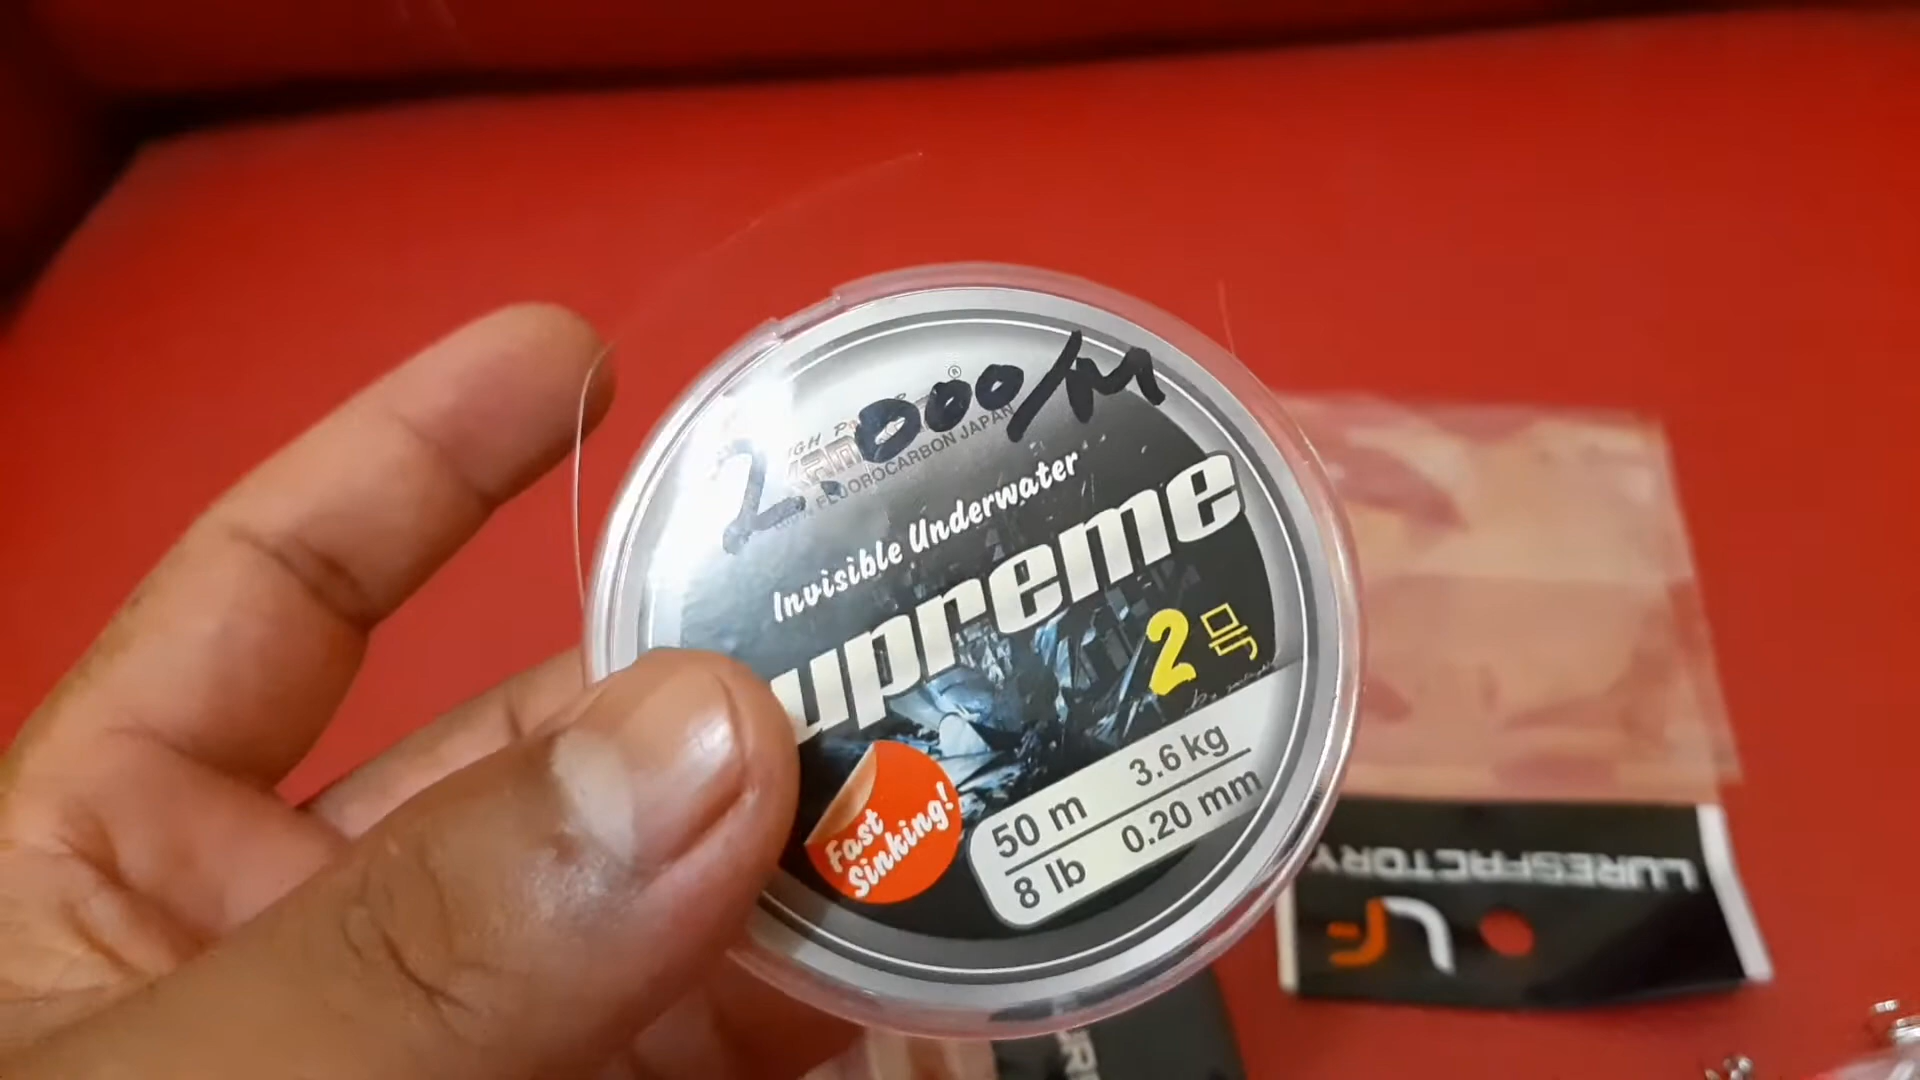 2.000/M
FLUOROCARBON JAPAN
Invisible Underwater
upreme
2号
50 m 3.6 kg
8 lb 0.20 mm
Fast
Sinking!
LURESFACTORY
LF